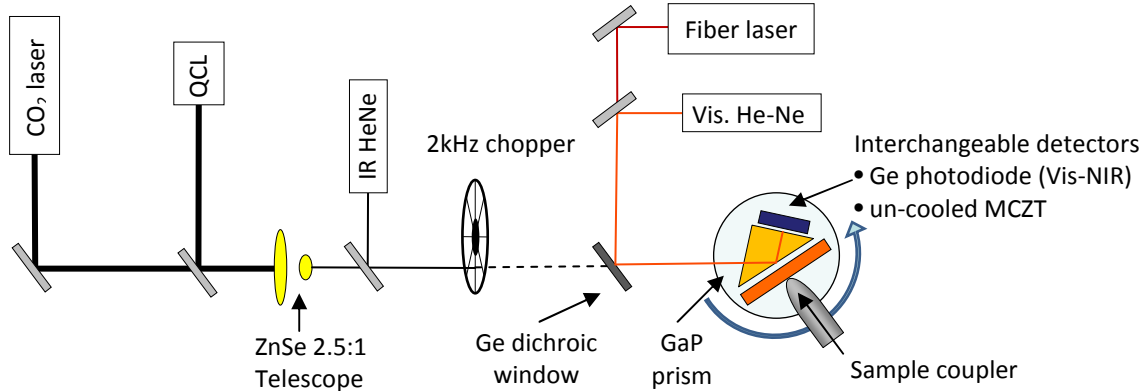 Fiber laser
CO₂ laser
QCL
IR HeNe
Vis. He-Ne
2kHz chopper
Interchangeable detectors
• Ge photodiode (Vis-NIR)
• un-cooled MCZT
ZnSe 2.5:1
Telescope
Ge dichroic
window
GaP
prism
Sample coupler